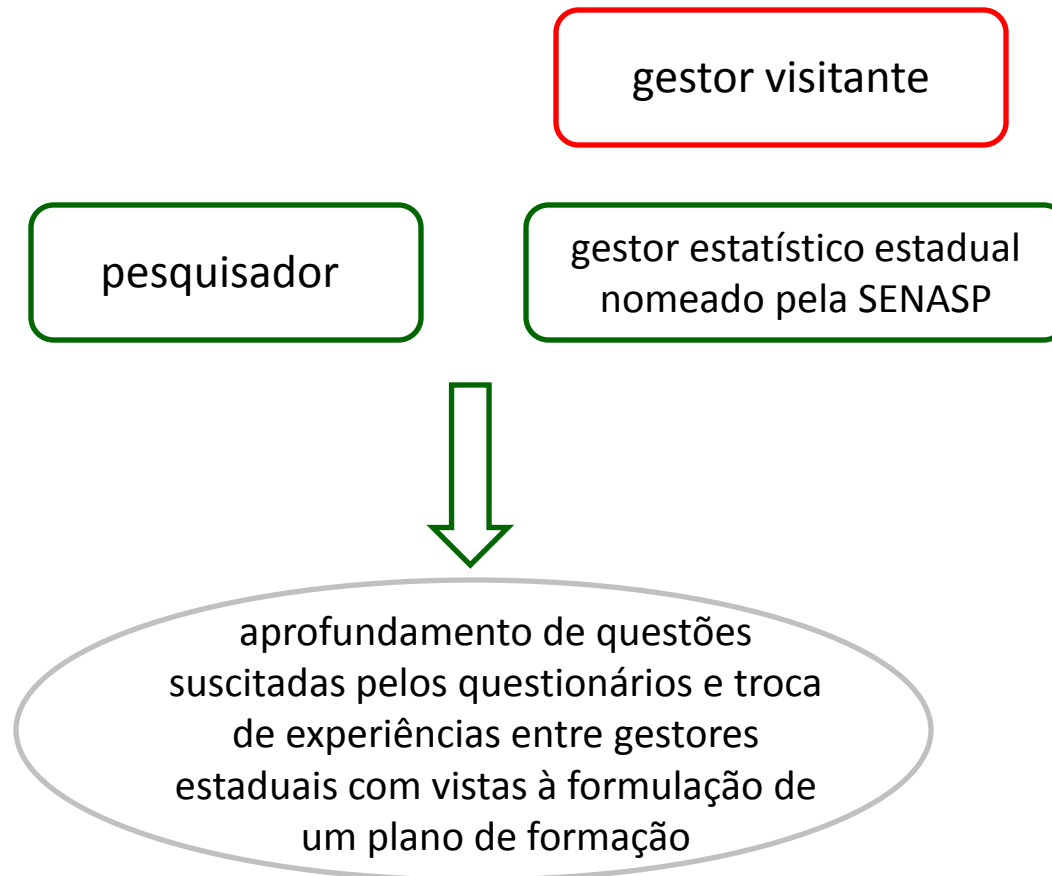 gestor visitante
pesquisador
gestor estatístico estadual
nomeado pela SENASP
aprofundamento de questões
suscitadas pelos questionários e troca
de experiências entre gestores
estaduais com vistas à formulação de
um plano de formação